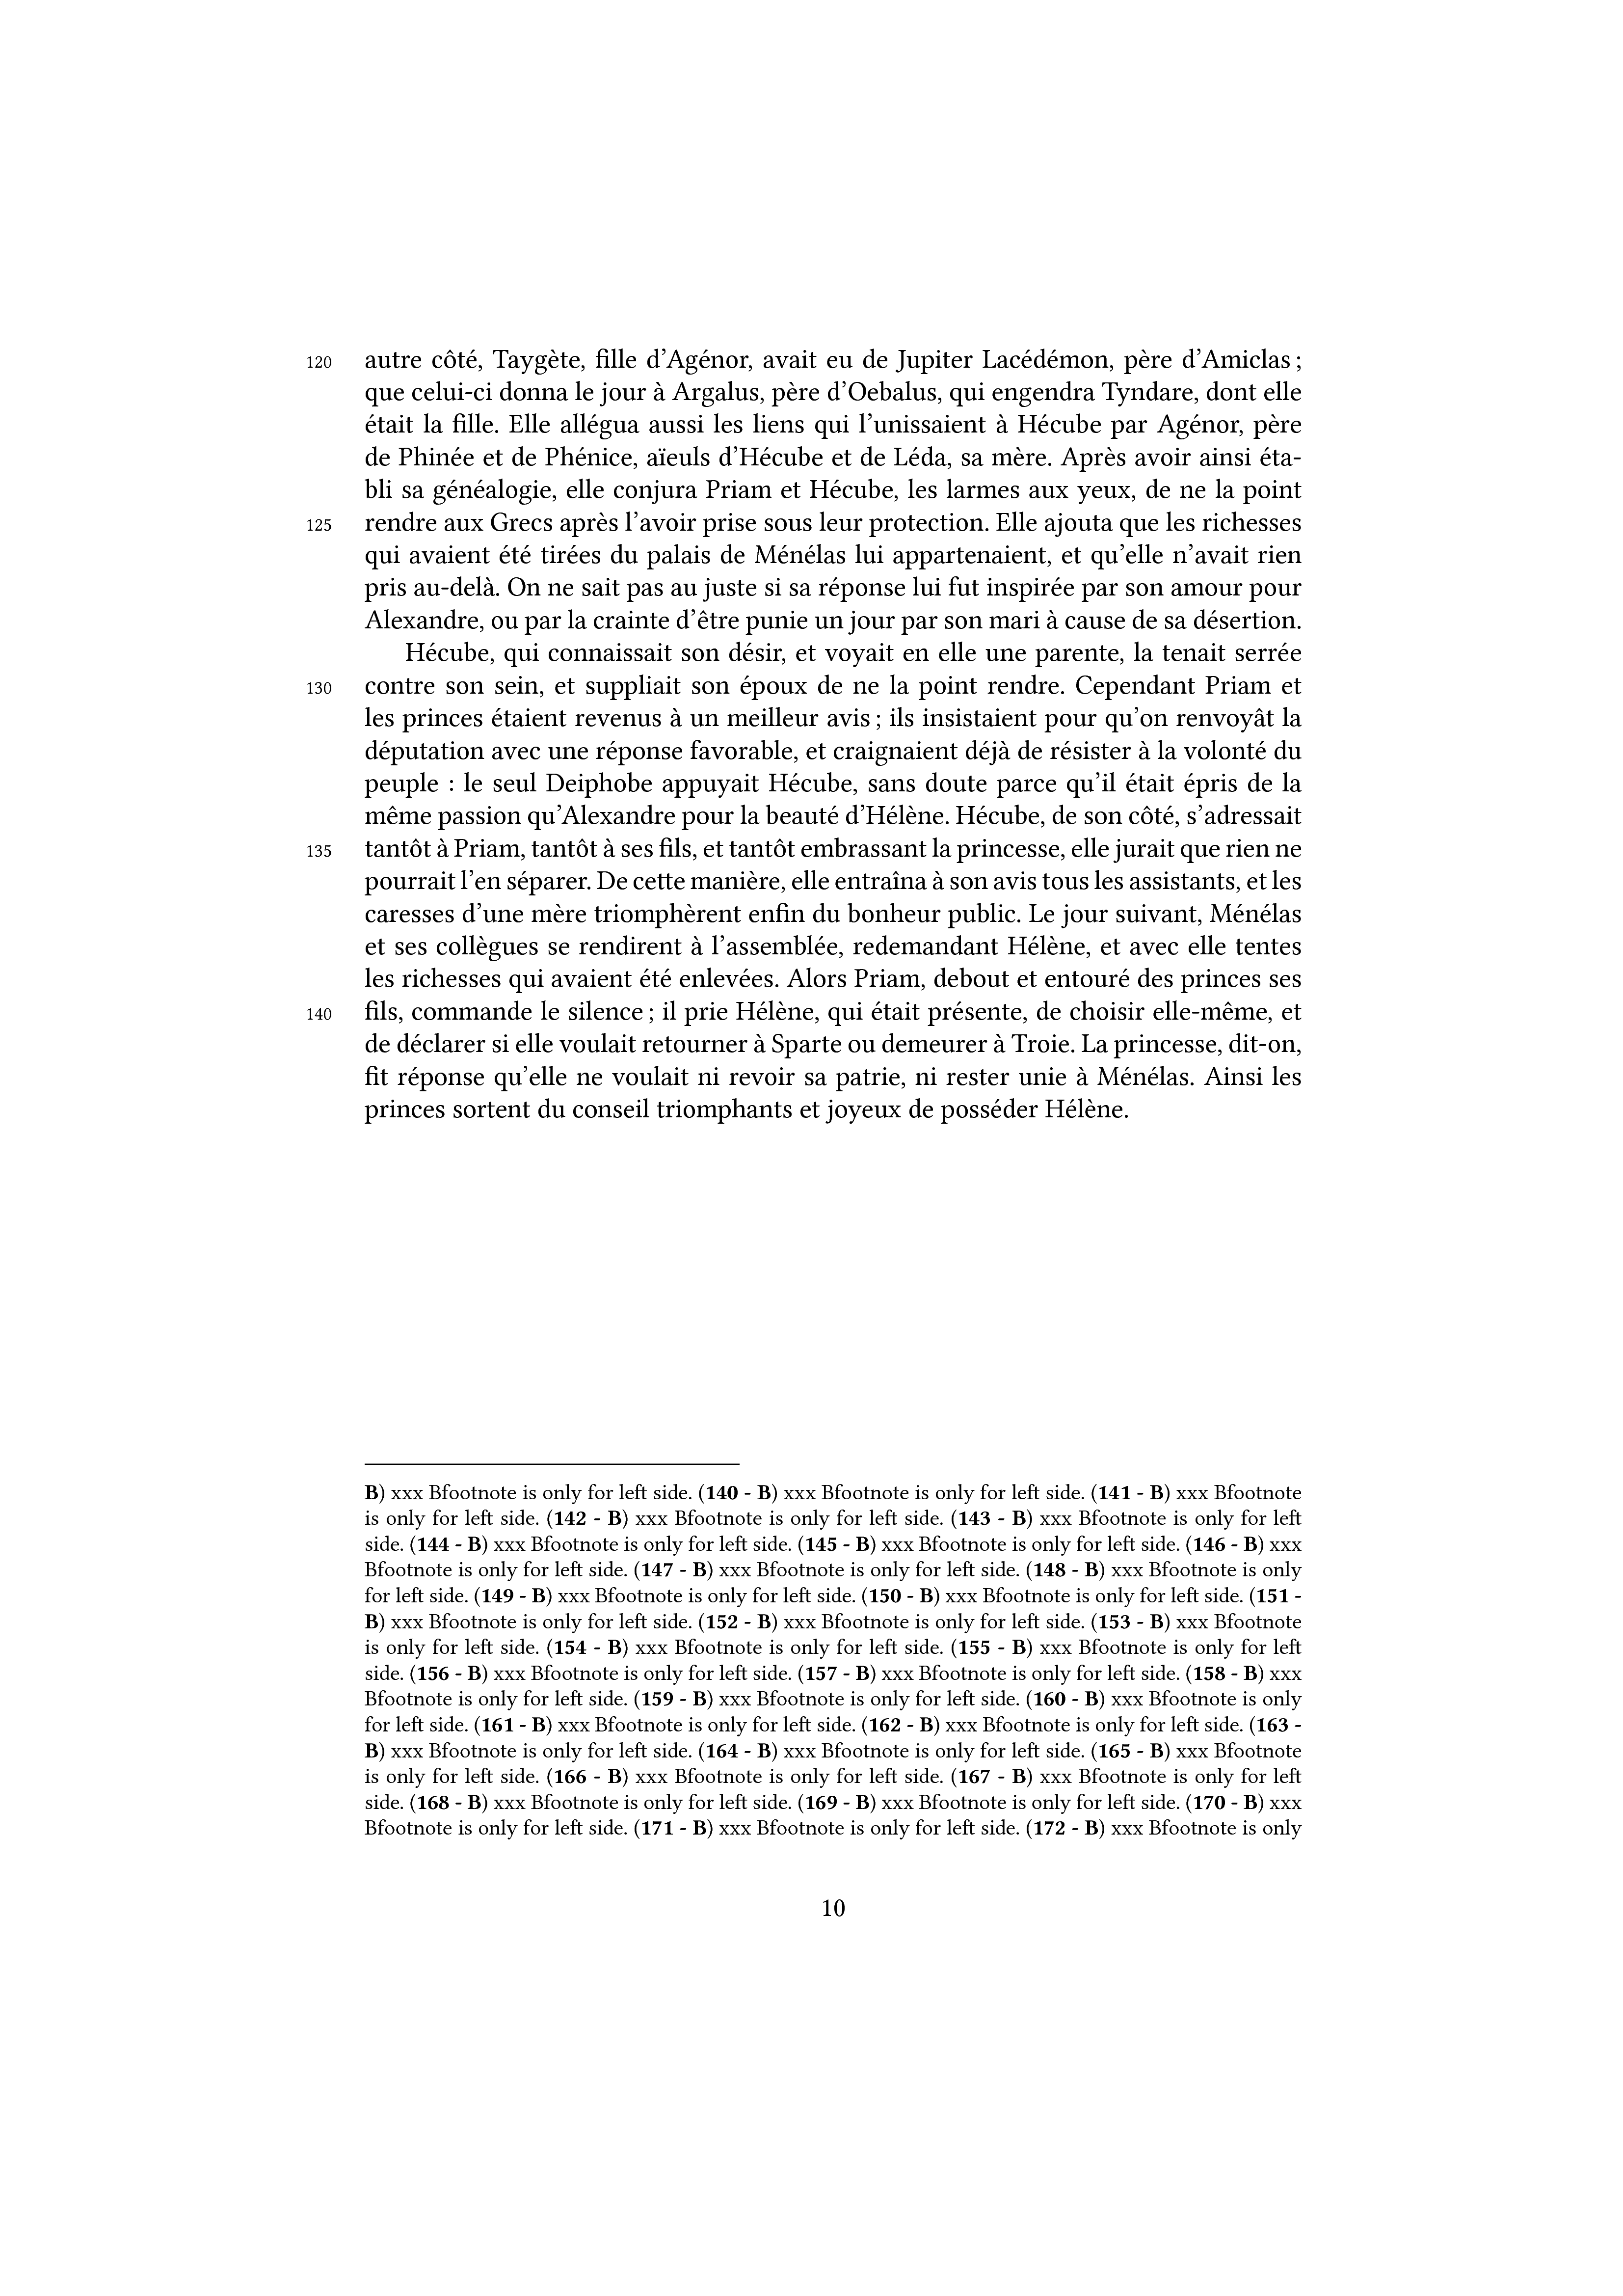 120 autre côté, Taygète, fille d’Agénor, avait eu de Jupiter Lacédémon, père d’Amiclas ;
que celui-ci donna le jour à Argalus, père d’Oebalus, qui engendra Tyndare, dont elle
était la fille. Elle allégua aussi les liens qui l’unissaient à Hécube par Agénor, père
de Phinée et de Phénice, aïeuls d’Hécube et de Léda, sa mère. Après avoir ainsi éta-
bli sa généalogie, elle conjura Priam et Hécube, les larmes aux yeux, de ne la point
125 rendre aux Grecs après l’avoir prise sous leur protection. Elle ajouta que les richesses
qui avaient été tirées du palais de Ménélas lui appartenaient, et qu’elle n’avait rien
pris au-delà. On ne sait pas au juste si sa réponse lui fut inspirée par son amour pour
Alexandre, ou par la crainte d’être punie un jour par son mari à cause de sa désertion.
Hécube, qui connaissait son désir, et voyait en elle une parente, la tenait serrée
130 contre son sein, et suppliait son époux de ne la point rendre. Cependant Priam et
les princes étaient revenus à un meilleur avis ; ils insistaient pour qu’on renvoyât la
députation avec une réponse favorable, et craignaient déjà de résister à la volonté du
peuple : le seul Deiphobe appuyait Hécube, sans doute parce qu’il était épris de la
même passion qu’Alexandre pour la beauté d’Hélène. Hécube, de son côté, s’adressait
135 tantôt à Priam, tantôt à ses fils, et tantôt embrassant la princesse, elle jurait que rien ne
pourrait l’en séparer. De cette manière, elle entraîna à son avis tous les assistants, et les
caresses d’une mère triomphèrent enfin du bonheur public. Le jour suivant, Ménélas
et ses collègues se rendirent à l’assemblée, redemandant Hélène, et avec elle tentes
les richesses qui avaient été enlevées. Alors Priam, debout et entouré des princes ses
140 fils, commande le silence ; il prie Hélène, qui était présente, de choisir elle-même, et
de déclarer si elle voulait retourner à Sparte ou demeurer à Troie. La princesse, dit-on,
fit réponse qu’elle ne voulait ni revoir sa patrie, ni rester unie à Ménélas. Ainsi les
princes sortent du conseil triomphants et joyeux de posséder Hélène.
B) xxx Bfootnote is only for left side. (140 - B) xxx Bfootnote is only for left side. (141 - B) xxx Bfootnote
is only for left side. (142 - B) xxx Bfootnote is only for left side. (143 - B) xxx Bfootnote is only for left
side. (144 - B) xxx Bfootnote is only for left side. (145 - B) xxx Bfootnote is only for left side. (146 - B) xxx
Bfootnote is only for left side. (147 - B) xxx Bfootnote is only for left side. (148 - B) xxx Bfootnote is only
for left side. (149 - B) xxx Bfootnote is only for left side. (150 - B) xxx Bfootnote is only for left side. (151 -
B) xxx Bfootnote is only for left side. (152 - B) xxx Bfootnote is only for left side. (153 - B) xxx Bfootnote
is only for left side. (154 - B) xxx Bfootnote is only for left side. (155 - B) xxx Bfootnote is only for left
side. (156 - B) xxx Bfootnote is only for left side. (157 - B) xxx Bfootnote is only for left side. (158 - B) xxx
Bfootnote is only for left side. (159 - B) xxx Bfootnote is only for left side. (160 - B) xxx Bfootnote is only
for left side. (161 - B) xxx Bfootnote is only for left side. (162 - B) xxx Bfootnote is only for left side. (163 -
B) xxx Bfootnote is only for left side. (164 - B) xxx Bfootnote is only for left side. (165 - B) xxx Bfootnote
is only for left side. (166 - B) xxx Bfootnote is only for left side. (167 - B) xxx Bfootnote is only for left
side. (168 - B) xxx Bfootnote is only for left side. (169 - B) xxx Bfootnote is only for left side. (170 - B) xxx
Bfootnote is only for left side. (171 - B) xxx Bfootnote is only for left side. (172 - B) xxx Bfootnote is only
10